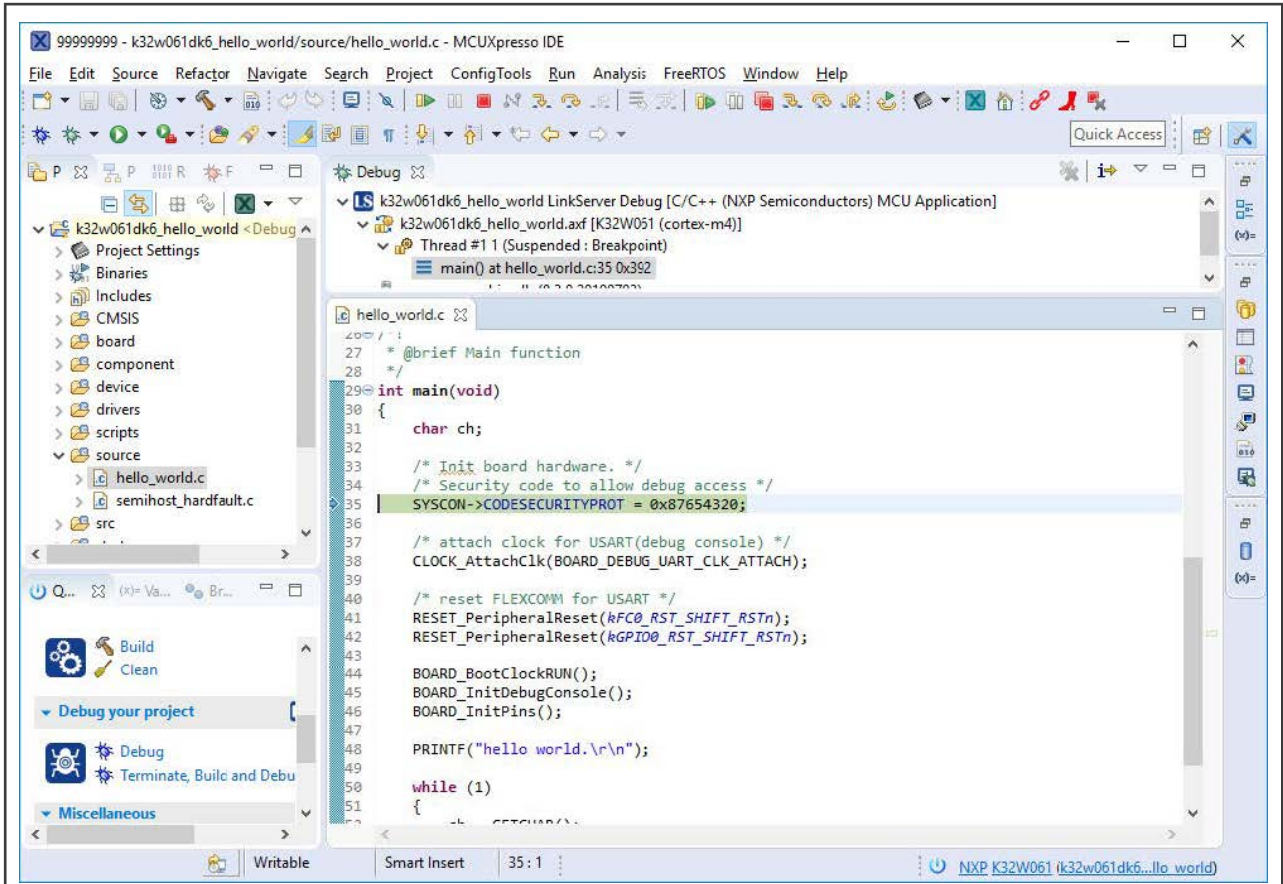 99999999 - k32w061dk6_hello_world/source/hello_world.c - MCUXpresso IDE
File Edit Source Refactor Navigate Search Project ConfigTools Run Analysis FreeRTOS Window Help
Quick Access
P P R F
k32w061dk6_hello_world <Debug
Project Settings
Binaries
Includes
CMSIS
board
component
device
drivers
scripts
source
hello_world.c
semihost_hardfault.c
src
Debug
k32w061dk6_hello_world LinkServer Debug [C/C++ (NXP Semiconductors) MCU Application]
k32w061dk6_hello_world.axf [K32W061 (cortex-m4)]
Thread #1 1 (Suspended : Breakpoint)
main() at hello_world.c:35 0x392
hello_world.c
27 * @brief Main function
28 */
29 int main(void)
30 {
31 char ch;
32
33 /* Init board hardware. */
34 /* Security code to allow debug access */
35 SYSCON->CODESECURITYPROT = 0x87654320;
36
37 /* attach clock for USART(debug console) */
38 CLOCK_AttachClk(BOARD_DEBUG_UART_CLK_ATTACH);
39
40 /* reset FLEXCOMM for USART */
41 RESET_PeripheralReset(kFC0_RST_SHIFT_RSTn);
42 RESET_PeripheralReset(kGPIO0_RST_SHIFT_RSTn);
43
44 BOARD_BootClockRUN();
45 BOARD_InitDebugConsole();
46 BOARD_InitPins();
47
48 PRINTF("hello world.\r\n");
49
50 while (1)
51 {
Q... (x)= Va... Br...
Build
Clean
Debug your project
Debug
Terminate, Build and Debu
Miscellaneous
Writable Smart Insert 35 : 1 NXP K32W061 (k32w061dk6...llo world)